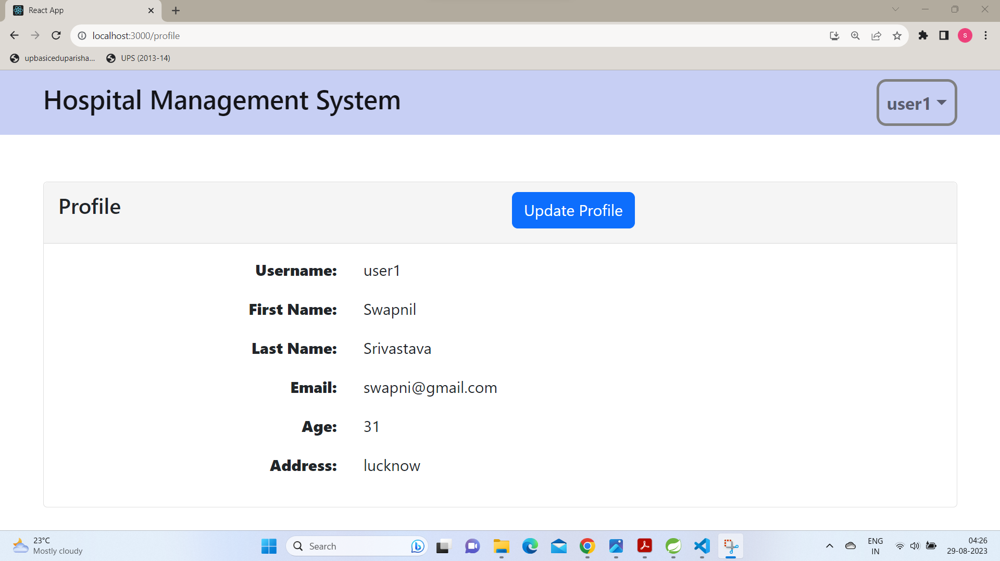 React App
localhost:3000/profile
s
upbasiceduparisha...
UPS (2013-14)
Hospital Management System
user1
Profile
Update Profile
Username: user1
First Name: Swapnil
Last Name: Srivastava
Email: swapni@gmail.com
Age: 31
Address: lucknow
23°C
Mostly cloudy
Search
ENG
IN
04:26
29-08-2023